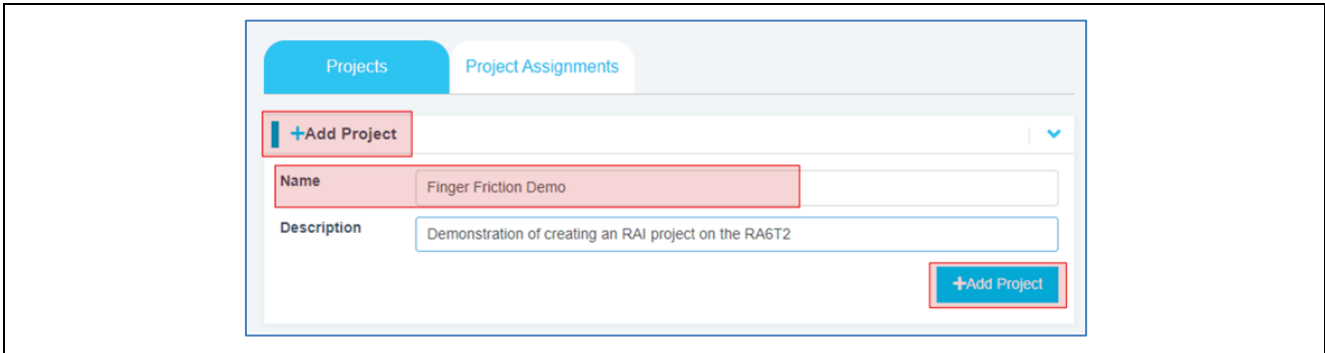 Projects Project Assignments
+Add Project
Name Finger Friction Demo
Description Demonstration of creating an RAI project on the RA6T2
+Add Project